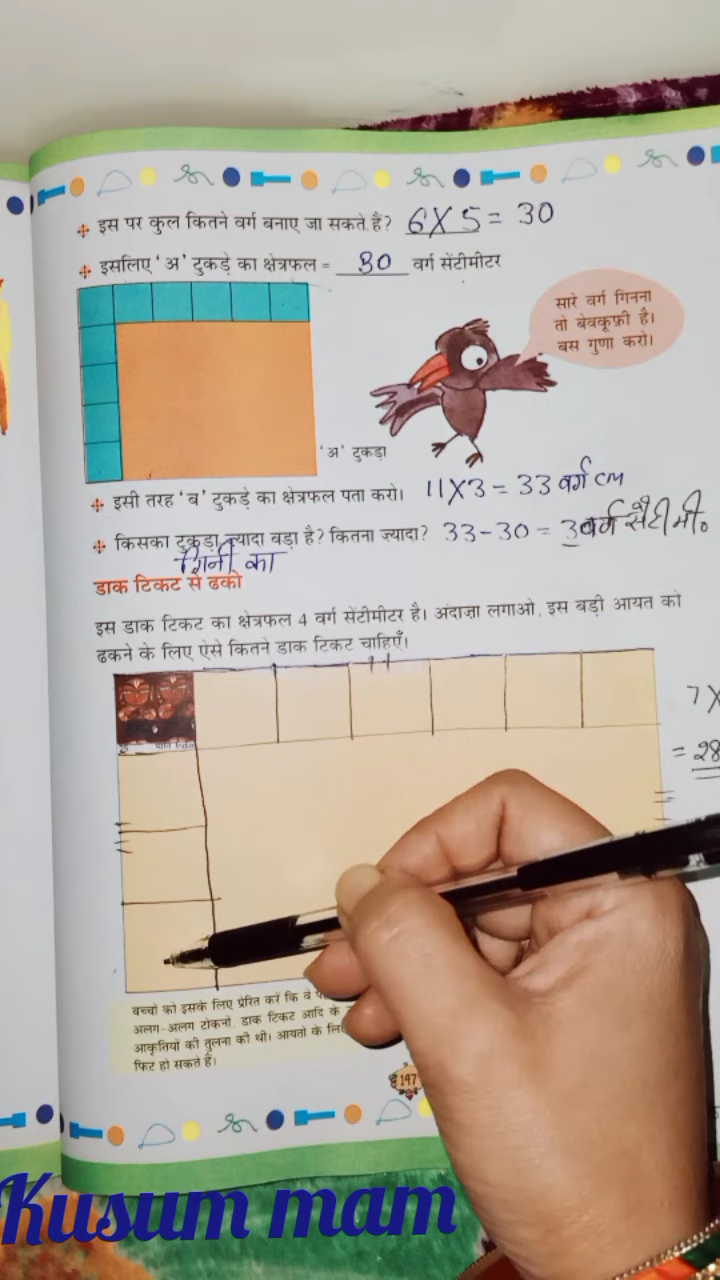 इस पर कुल कितने वर्ग बनाए जा सकते हैं? 6X5 = 30
इसलिए 'अ' टुकड़े का क्षेत्रफल = 30 वर्ग सेंटीमीटर
सारे वर्ग गिनना
तो बेवकूफ़ी है।
बस गुणा करो।
'अ' टुकड़ा
इसी तरह 'ब' टुकड़े का क्षेत्रफल पता करो। 11X3 = 33 वर्ग cm
किसका टुकड़ा ज़्यादा बड़ा है? कितना ज़्यादा? 33-30 = 3 वर्ग सैंटीमी०
गिनी का
डाक टिकट से ढको
इस डाक टिकट का क्षेत्रफल 4 वर्ग सेंटीमीटर है। अंदाज़ा लगाओ, इस बड़ी आयत को
ढकने के लिए ऐसे कितने डाक टिकट चाहिएँ।
7X
= 28
बच्चों को इसके लिए प्रेरित करें कि वे
अलग-अलग टोकनों, डाक टिकट आदि के
आकृतियों की तुलना की थी। आयतों के
फिट हो सकते हैं।
147
Kusum mam